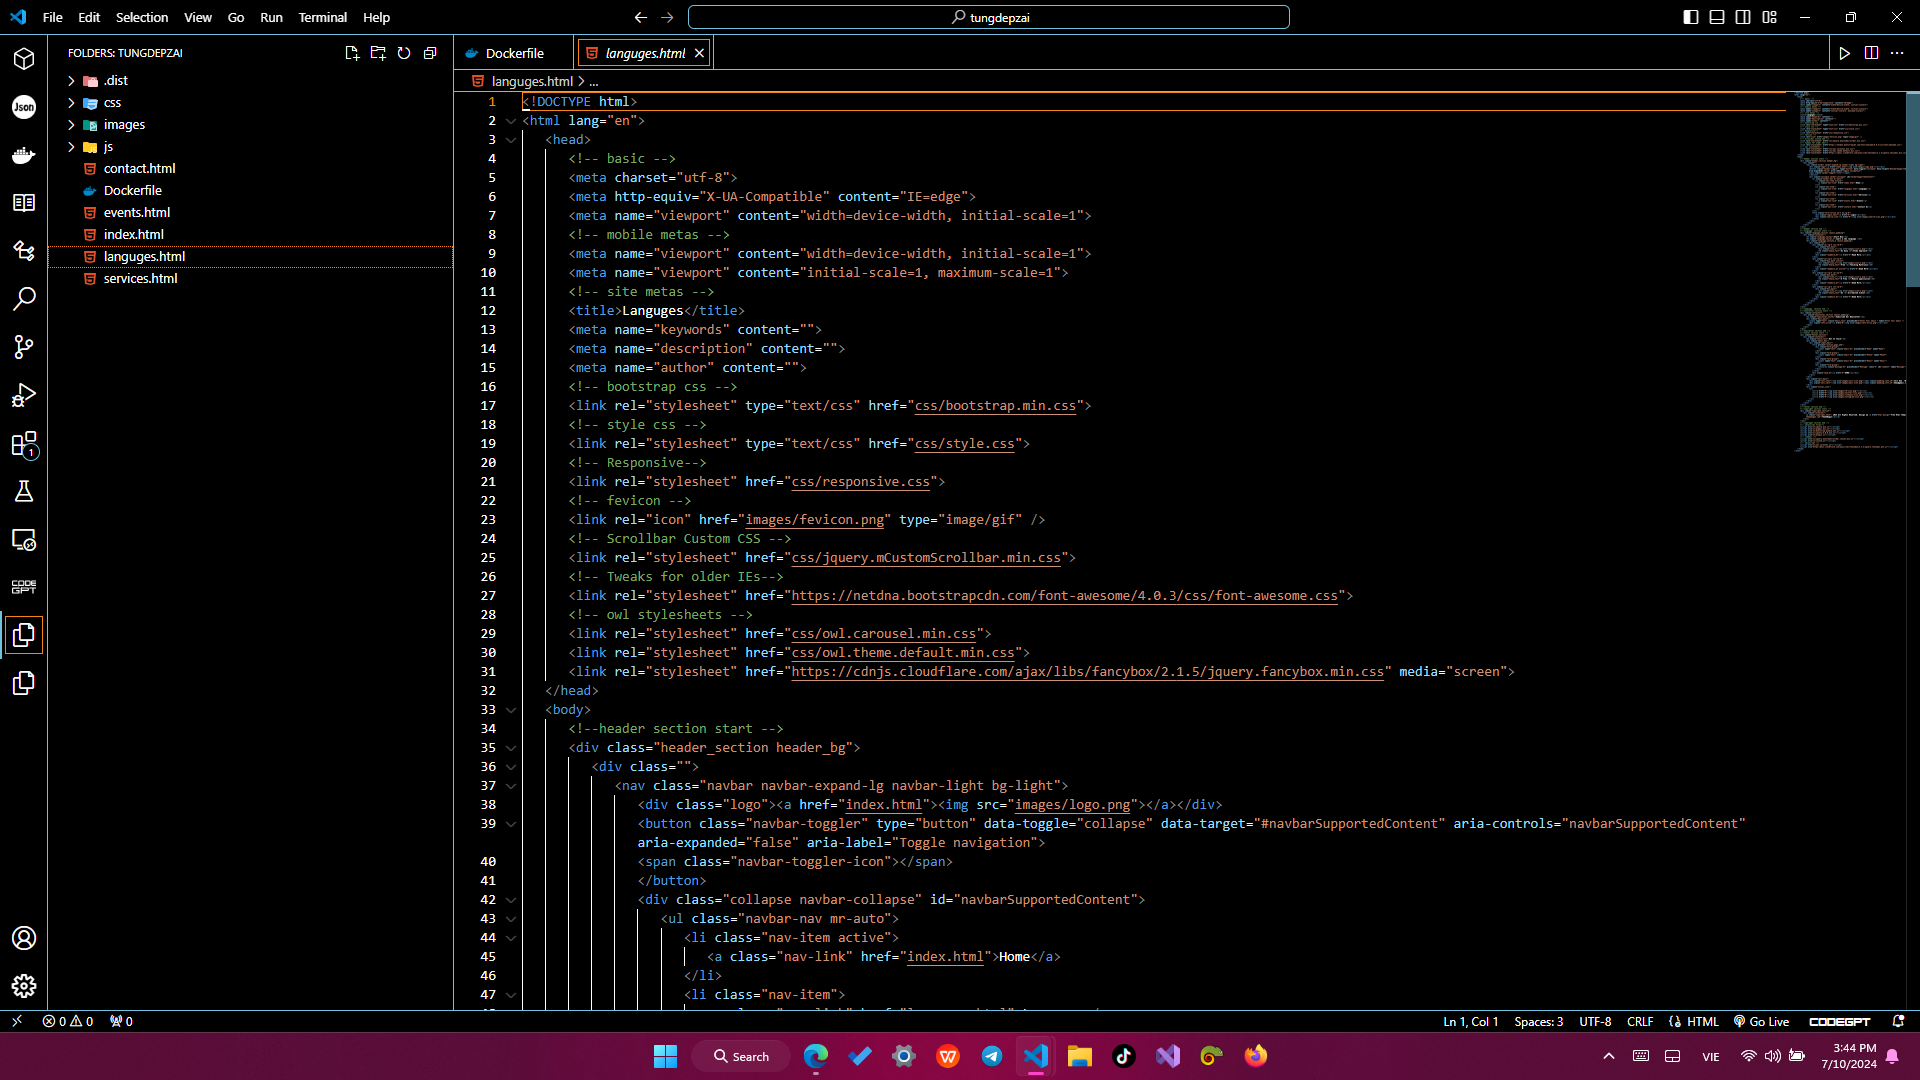 File Edit Selection View Go Run Terminal Help
tungdepzai
FOLDERS: TUNGDEPZAI
.dist
css
images
js
contact.html
Dockerfile
events.html
index.html
languges.html
services.html
Json
1
CODE
GPT
Dockerfile
languges.html
languges.html > ...
1 <!DOCTYPE html>
2 <html lang="en">
3 <head>
4 <!-- basic -->
5 <meta charset="utf-8">
6 <meta http-equiv="X-UA-Compatible" content="IE=edge">
7 <meta name="viewport" content="width=device-width, initial-scale=1">
8 <!-- mobile metas -->
9 <meta name="viewport" content="width=device-width, initial-scale=1">
10 <meta name="viewport" content="initial-scale=1, maximum-scale=1">
11 <!-- site metas -->
12 <title>Languges</title>
13 <meta name="keywords" content="">
14 <meta name="description" content="">
15 <meta name="author" content="">
16 <!-- bootstrap css -->
17 <link rel="stylesheet" type="text/css" href="css/bootstrap.min.css">
18 <!-- style css -->
19 <link rel="stylesheet" type="text/css" href="css/style.css">
20 <!-- Responsive-->
21 <link rel="stylesheet" href="css/responsive.css">
22 <!-- fevicon -->
23 <link rel="icon" href="images/fevicon.png" type="image/gif" />
24 <!-- Scrollbar Custom CSS -->
25 <link rel="stylesheet" href="css/jquery.mCustomScrollbar.min.css">
26 <!-- Tweaks for older IEs-->
27 <link rel="stylesheet" href="https://netdna.bootstrapcdn.com/font-awesome/4.0.3/css/font-awesome.css">
28 <!-- owl stylesheets -->
29 <link rel="stylesheet" href="css/owl.carousel.min.css">
30 <link rel="stylesheet" href="css/owl.theme.default.min.css">
31 <link rel="stylesheet" href="https://cdnjs.cloudflare.com/ajax/libs/fancybox/2.1.5/jquery.fancybox.min.css" media="screen">
32 </head>
33 <body>
34 <!--header section start -->
35 <div class="header_section header_bg">
36 <div class="">
37 <nav class="navbar navbar-expand-lg navbar-light bg-light">
38 <div class="logo"><a href="index.html"><img src="images/logo.png"></a></div>
39 <button class="navbar-toggler" type="button" data-toggle="collapse" data-target="#navbarSupportedContent" aria-controls="navbarSupportedContent"
aria-expanded="false" aria-label="Toggle navigation">
40 <span class="navbar-toggler-icon"></span>
41 </button>
42 <div class="collapse navbar-collapse" id="navbarSupportedContent">
43 <ul class="navbar-nav mr-auto">
44 <li class="nav-item active">
45 <a class="nav-link" href="index.html">Home</a>
46 </li>
47 <li class="nav-item">
0 0 0
Ln 1, Col 1 Spaces: 3 UTF-8 CRLF HTML Go Live CODEGPT
Search
VIE
3:44 PM
7/10/2024